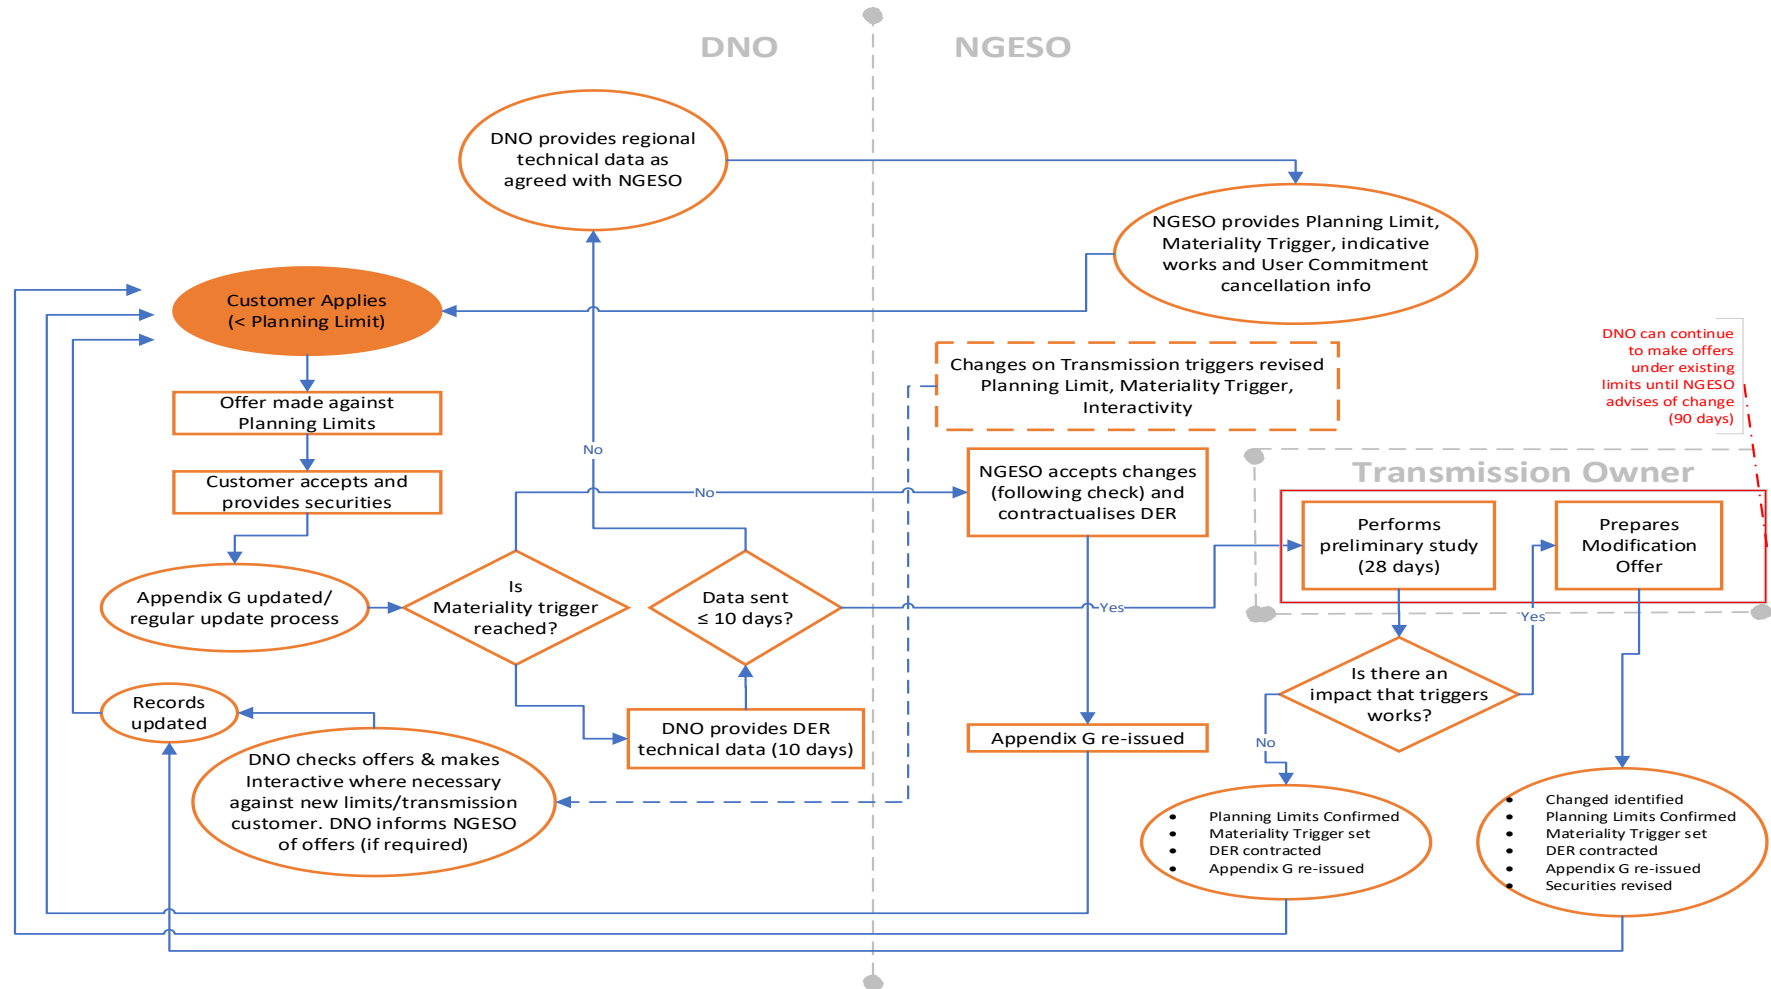 DNO
NGESO
DNO provides regional
technical data as
agreed with NGESO
NGESO provides Planning Limit,
Materiality Trigger, indicative
works and User Commitment
cancellation info
Customer Applies
(< Planning Limit)
DNO can continue
to make offers
under existing
limits until NGESO
advises of change
(90 days)
Changes on Transmission triggers revised
Planning Limit, Materiality Trigger,
Interactivity
Offer made against
Planning Limits
No
Customer accepts and
provides securities
No
NGESO accepts changes
(following check) and
contractualises DER
Transmission Owner
Performs
preliminary study
(28 days)
Prepares
Modification
Offer
Appendix G updated/
regular update process
Is
Materiality trigger
reached?
Data sent
≤ 10 days?
Yes
Yes
Is there an
impact that triggers
works?
Records
updated
DNO provides DER
technical data (10 days)
Appendix G re-issued
No
DNO checks offers & makes
Interactive where necessary
against new limits/transmission
customer. DNO informs NGESO
of offers (if required)
• Planning Limits Confirmed
• Materiality Trigger set
• DER contracted
• Appendix G re-issued
• Changed identified
• Planning Limits Confirmed
• Materiality Trigger set
• DER contracted
• Appendix G re-issued
• Securities revised